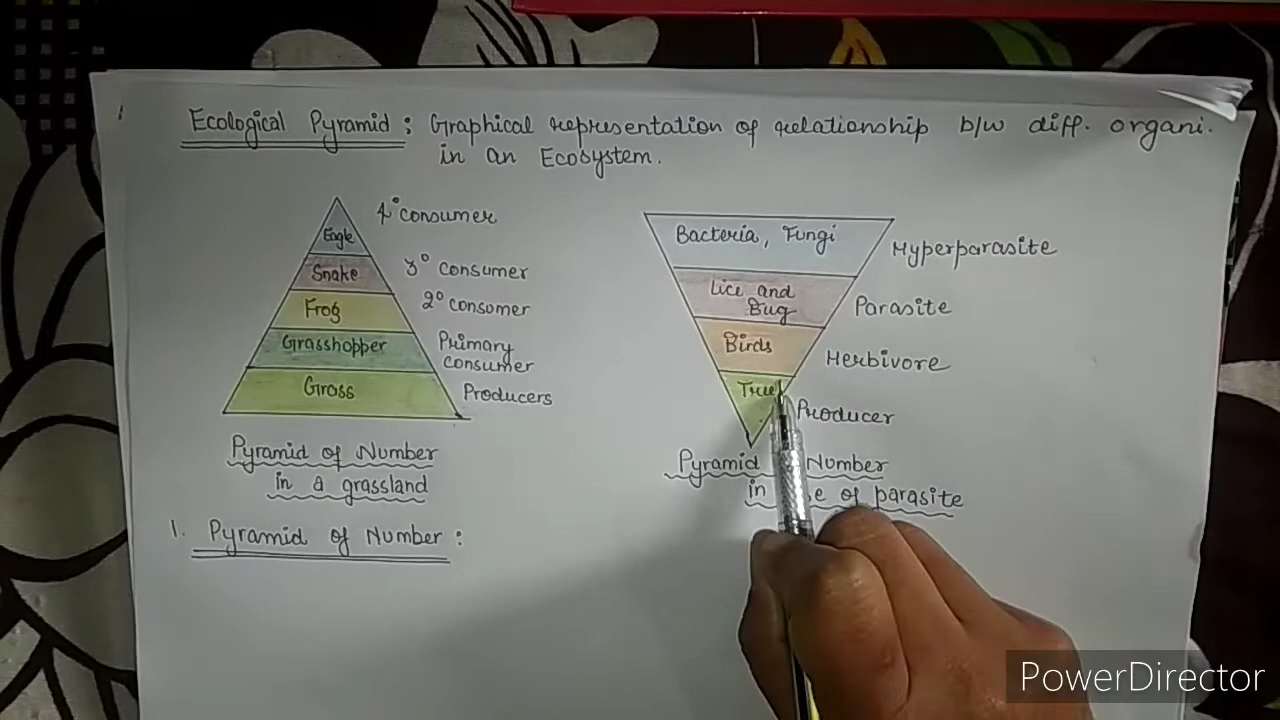 Ecological Pyramid : Graphical representation of relationship b/w diff. organi.
in an Ecosystem.
Eagle
4° consumer
Snake
3° consumer
Frog
2° consomer
Grasshopper
Primary
consumer
Grass
Producers
Pyramid of Number
in a grassland
Bacteria, Fungi
Hyperparasite
Lice and
Bug
Parasite
Birds
Herbivore
Tree
Producer
Pyramid Number
in of parasite
1. Pyramid of Number :
PowerDirector